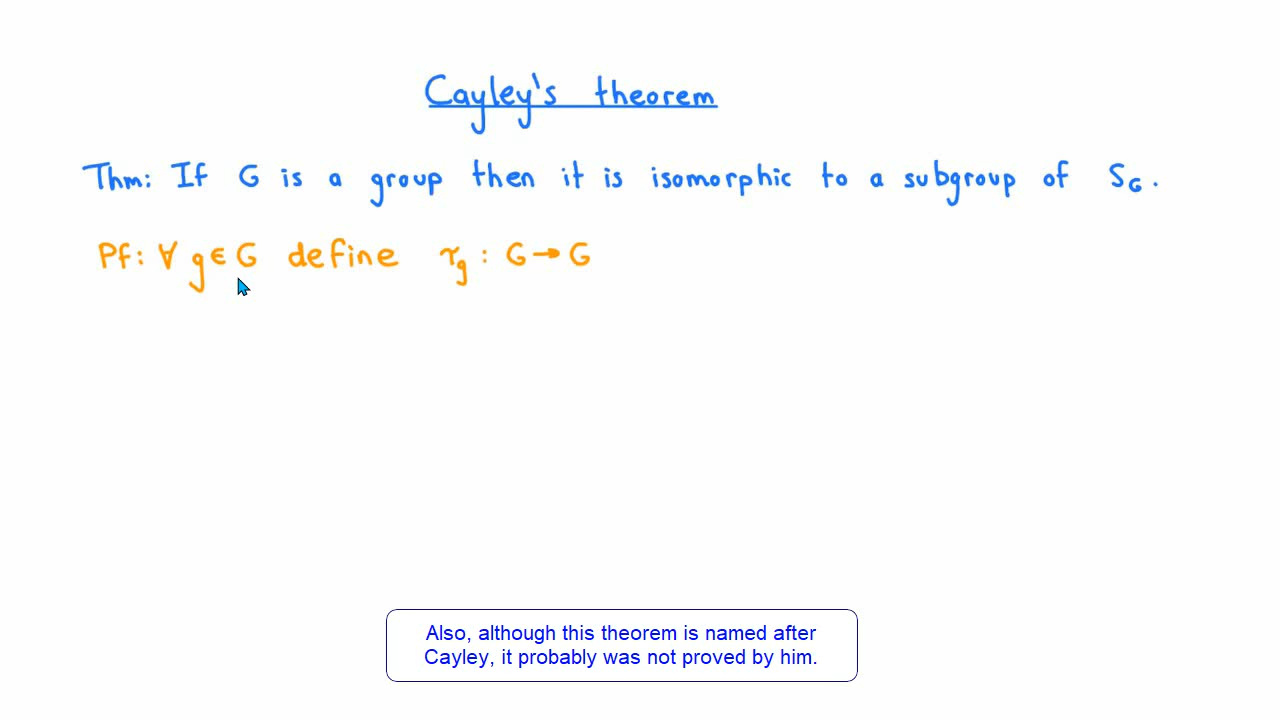 Cayley's theorem
Thm: If G is a group then it is isomorphic to a subgroup of S_G.
Pf: ∀ g ∈ G define τ_g : G → G
Also, although this theorem is named after
Cayley, it probably was not proved by him.